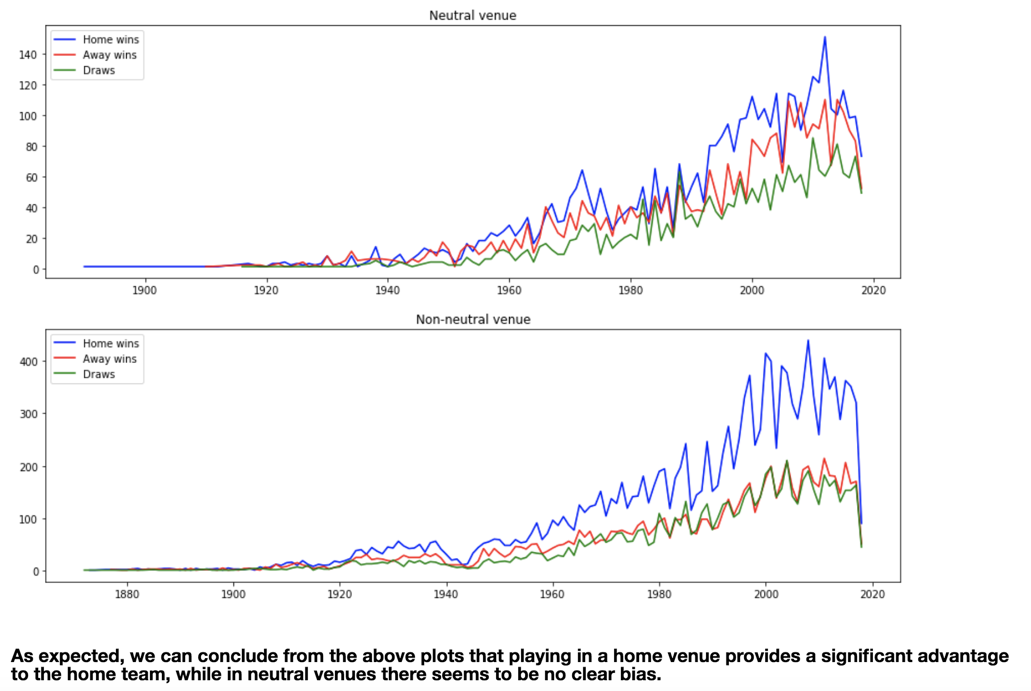 Neutral venue
Home wins
Away wins
Draws
140
120
100
80
60
40
20
0
1900 1920 1940 1960 1980 2000 2020
Non-neutral venue
Home wins
Away wins
Draws
400
300
200
100
0
1880 1900 1920 1940 1960 1980 2000 2020
As expected, we can conclude from the above plots that playing in a home venue provides a significant advantage
to the home team, while in neutral venues there seems to be no clear bias.